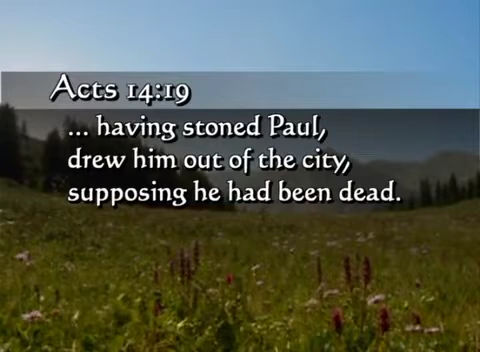 Acts 14:19
... having stoned Paul,
drew him out of the city,
supposing he had been dead.